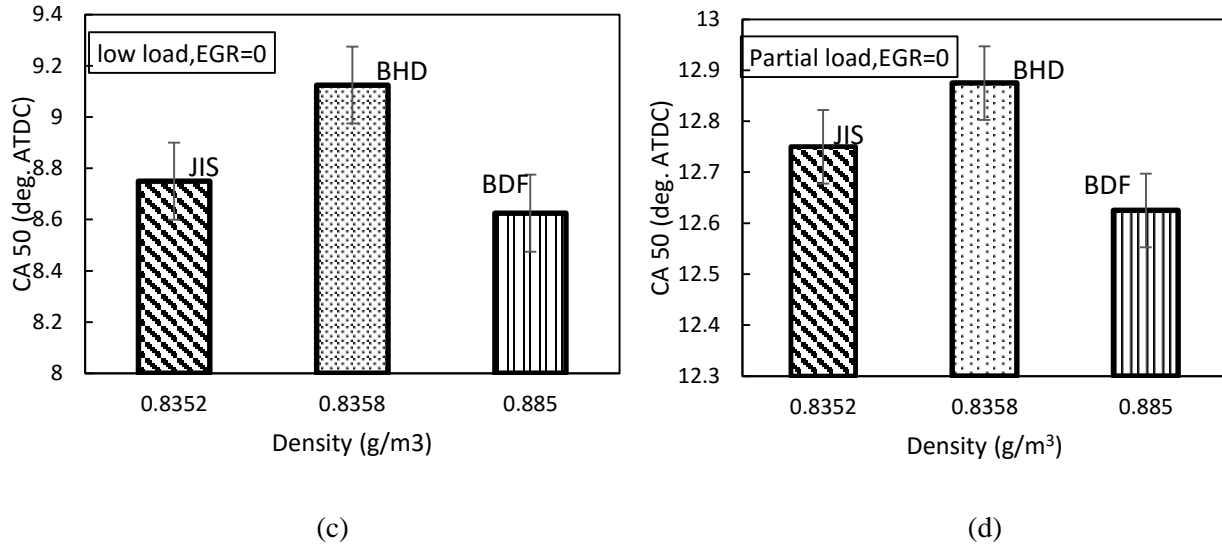 9.4
9.2
9
8.8
8.6
8.4
8.2
8
CA 50 (deg. ATDC)
low load,EGR=0
JIS
BHD
BDF
0.8352
0.8358
0.885
Density (g/m3)
(c)
13
12.9
12.8
12.7
12.6
12.5
12.4
12.3
CA 50 (deg. ATDC)
Partial load,EGR=0
JIS
BHD
BDF
0.8352
0.8358
0.885
Density (g/m³)
(d)